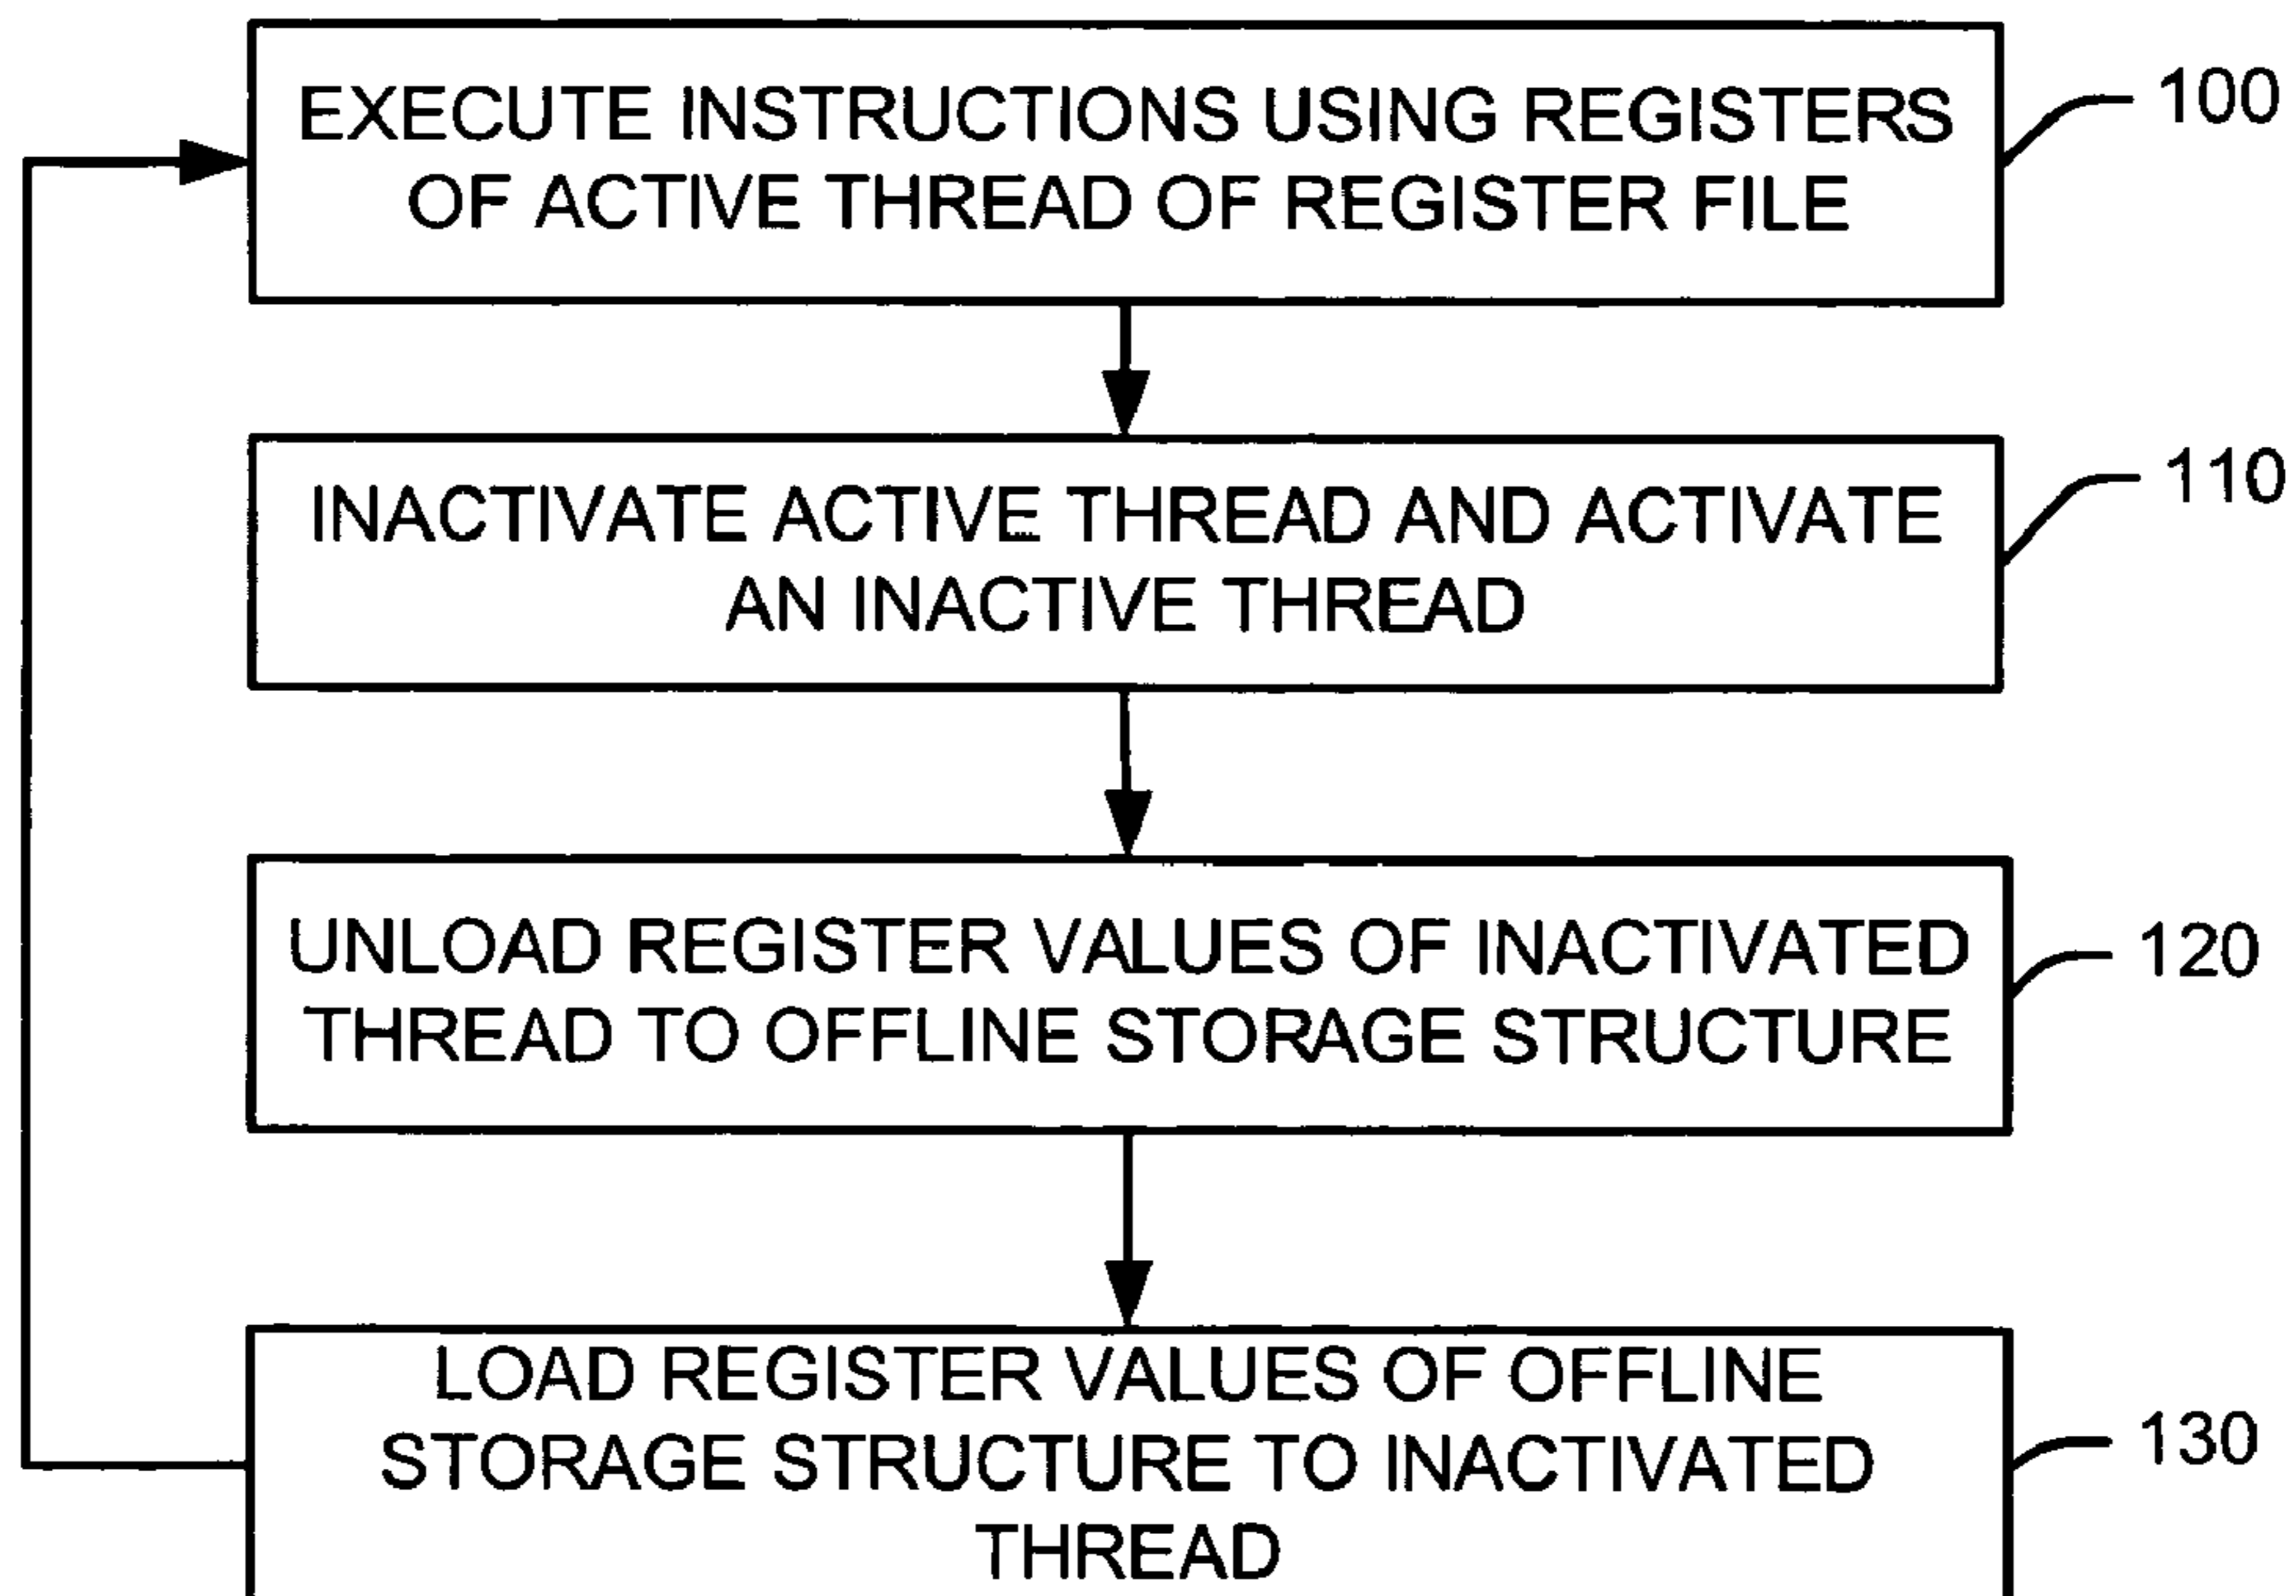 EXECUTE INSTRUCTIONS USING REGISTERS
OF ACTIVE THREAD OF REGISTER FILE
100
INACTIVATE ACTIVE THREAD AND ACTIVATE
AN INACTIVE THREAD
110
UNLOAD REGISTER VALUES OF INACTIVATED
THREAD TO OFFLINE STORAGE STRUCTURE
120
LOAD REGISTER VALUES OF OFFLINE
STORAGE STRUCTURE TO INACTIVATED
THREAD
130